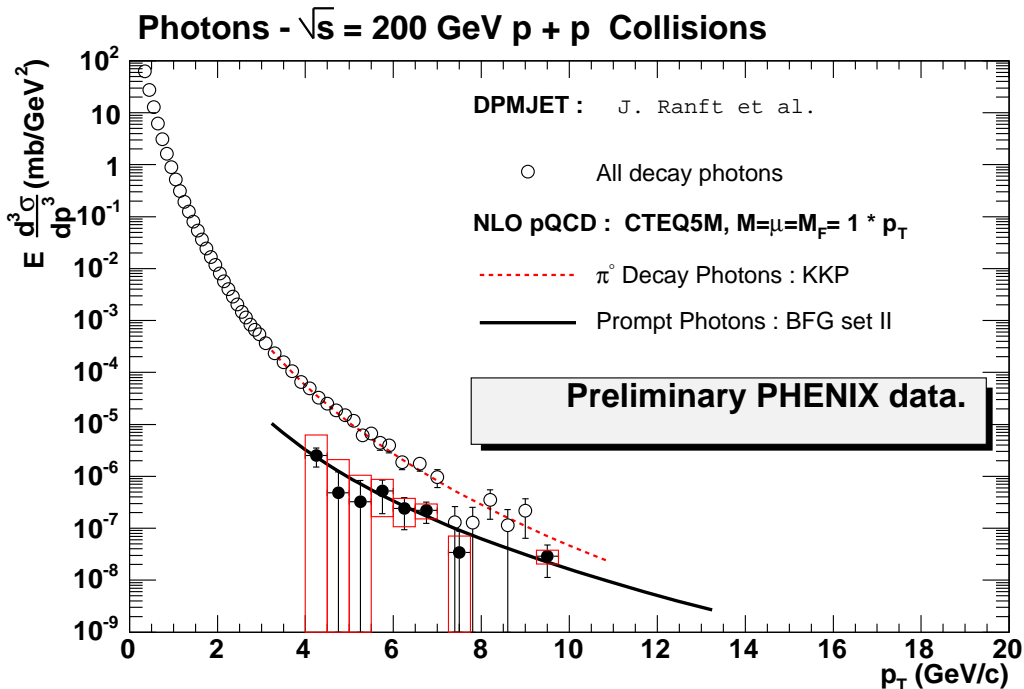 Photons - √s = 200 GeV p + p Collisions
E d³σ/dp³ (mb/GeV²)
10²
10
1
10⁻¹
10⁻²
10⁻³
10⁻⁴
10⁻⁵
10⁻⁶
10⁻⁷
10⁻⁸
10⁻⁹
DPMJET : J. Ranft et al.
All decay photons
NLO pQCD : CTEQ5M, M=μ=M_F= 1 * p_T
π° Decay Photons : KKP
Prompt Photons : BFG set II
Preliminary PHENIX data.
0 2 4 6 8 10 12 14 16 18 20
p_T (GeV/c)